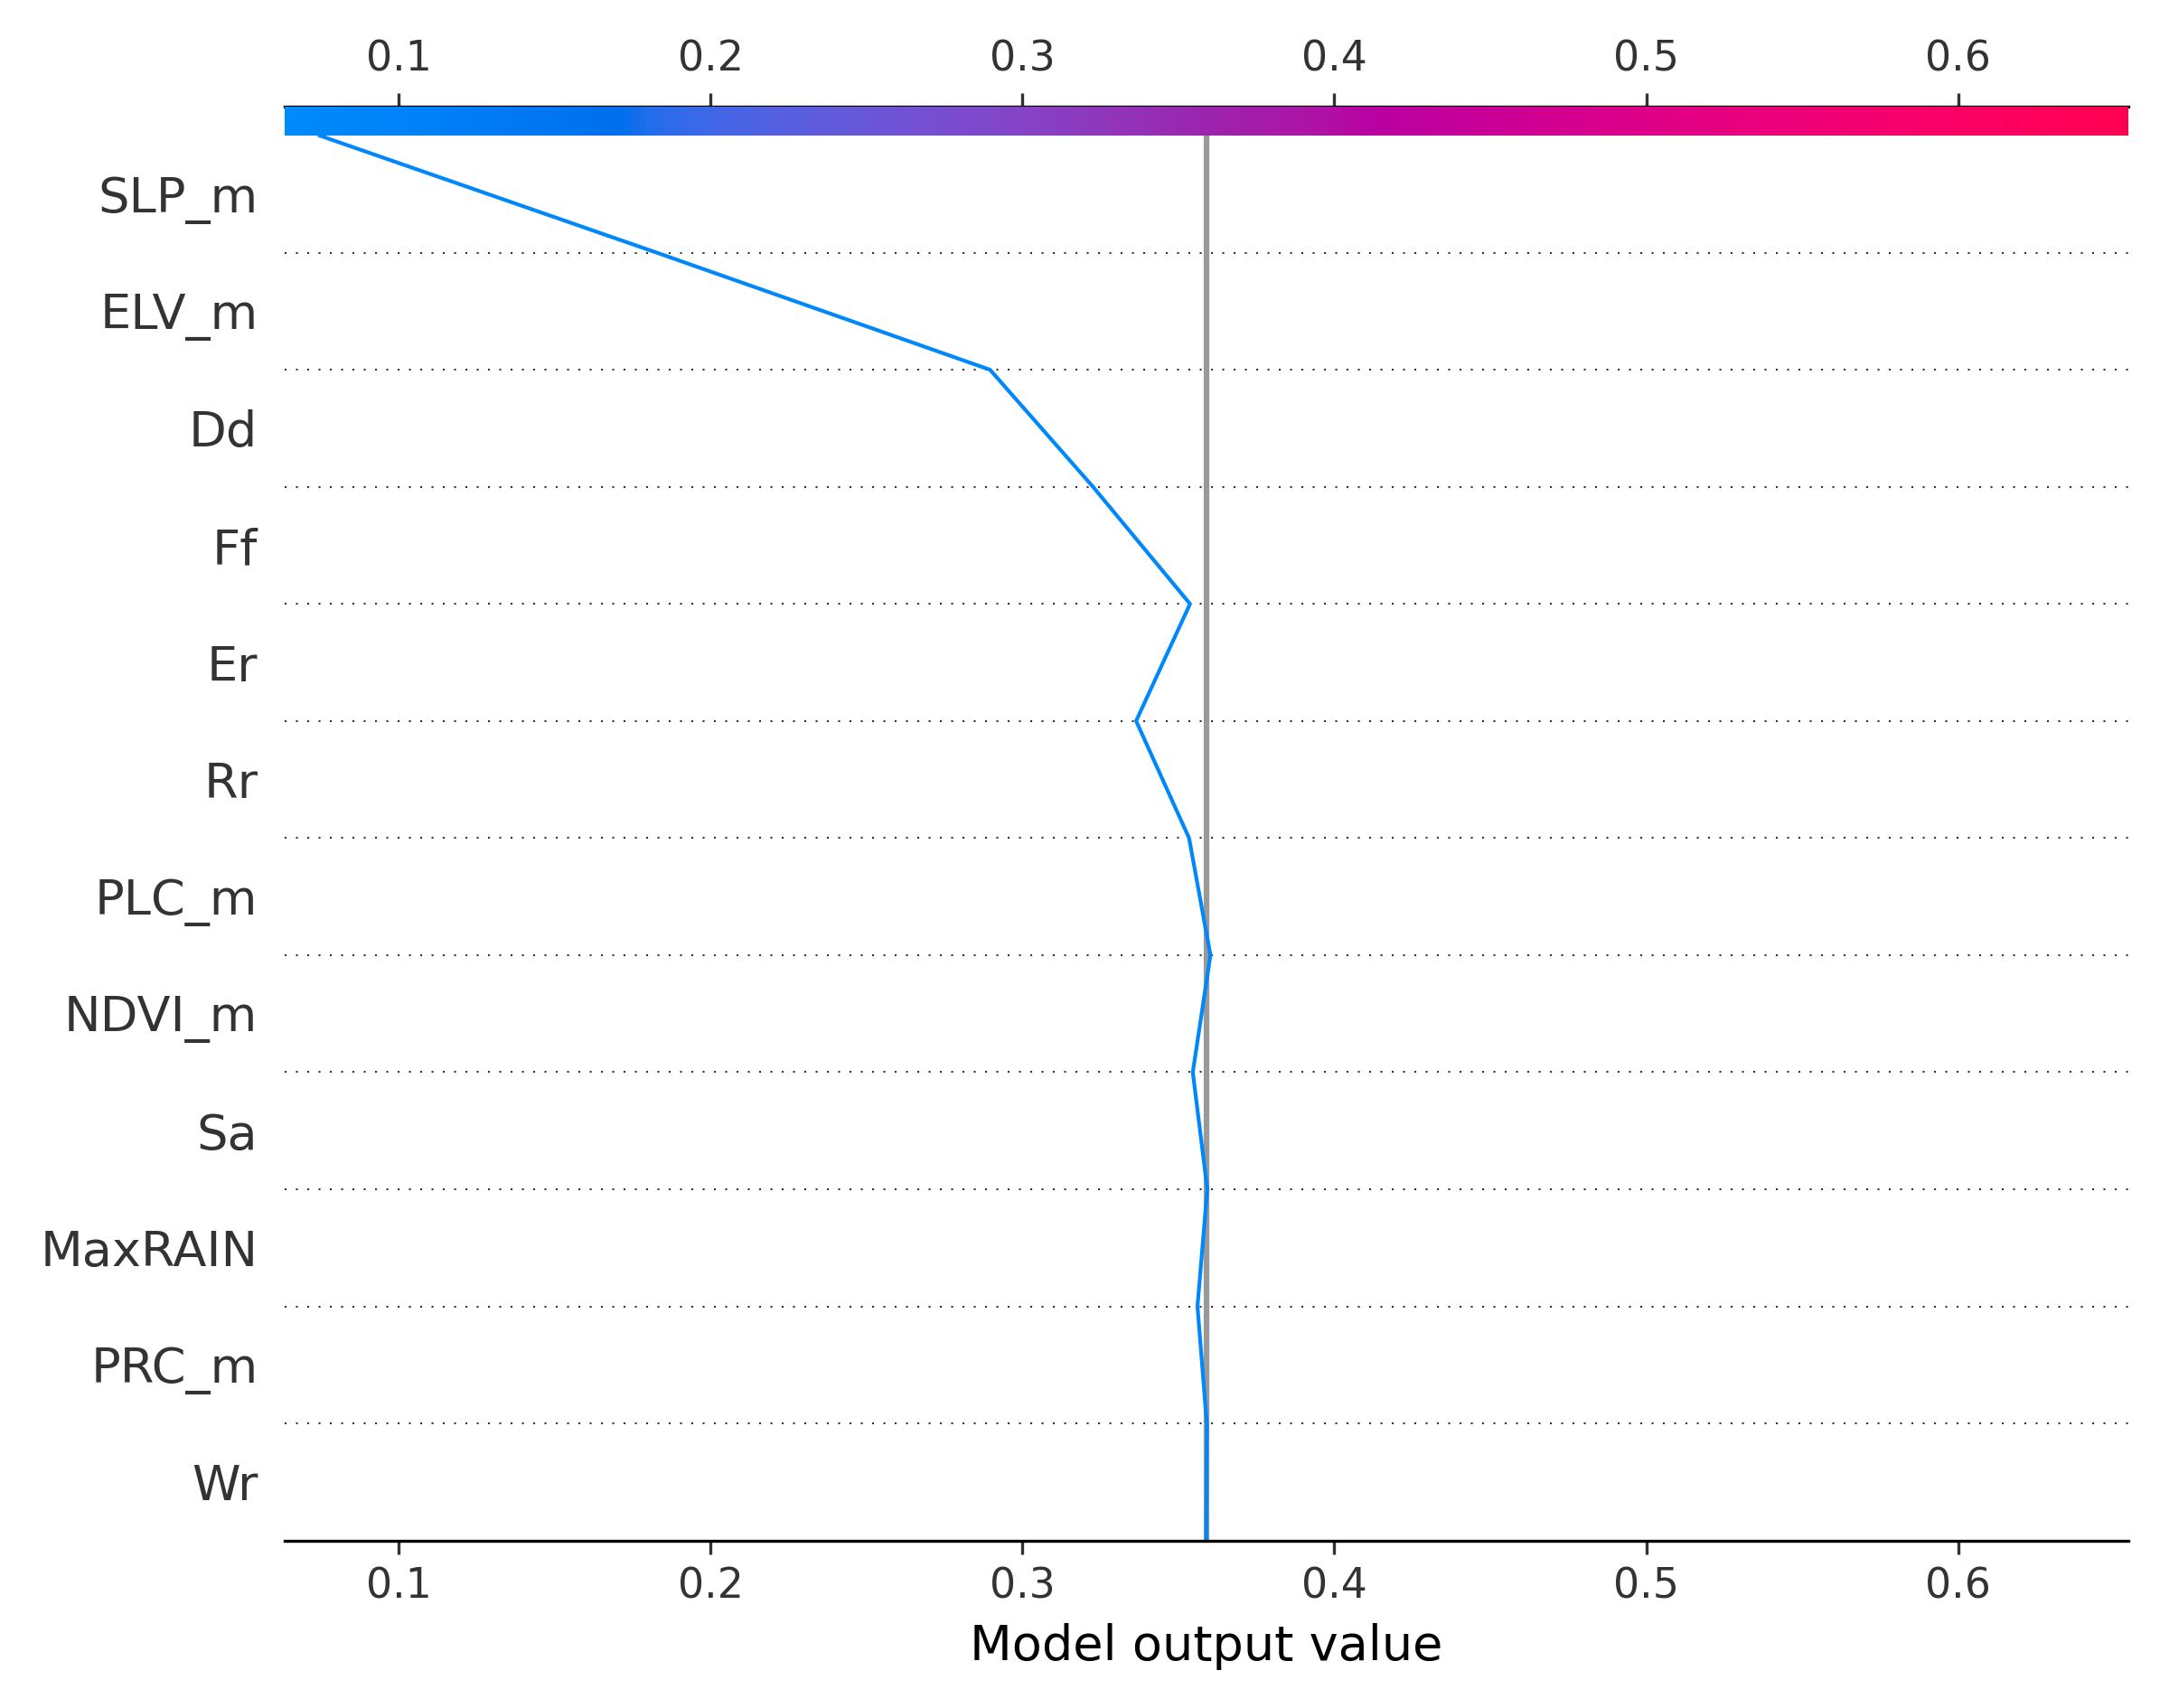 0.1 0.2 0.3 0.4 0.5 0.6
SLP_m
ELV_m
Dd
Ff
Er
Rr
PLC_m
NDVI_m
Sa
MaxRAIN
PRC_m
Wr
0.1 0.2 0.3 0.4 0.5 0.6
Model output value